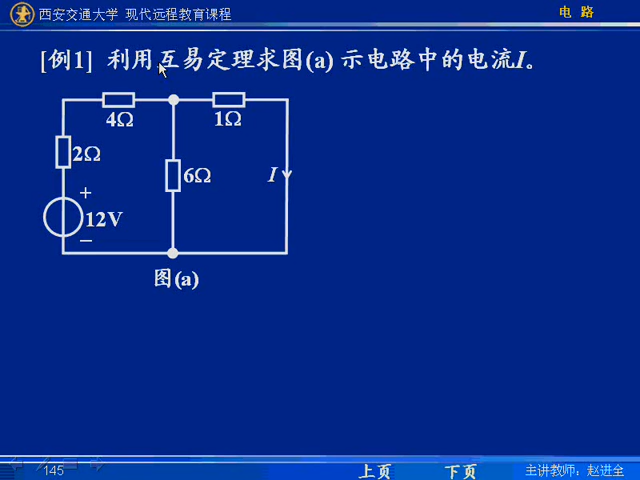 西安交通大学 现代远程教育课程
电 路
[例1] 利用互易定理求图(a) 示电路中的电流I。
4Ω
1Ω
2Ω
6Ω
I
+
12V
−
图(a)
145
上页
下页
主讲教师：赵进全